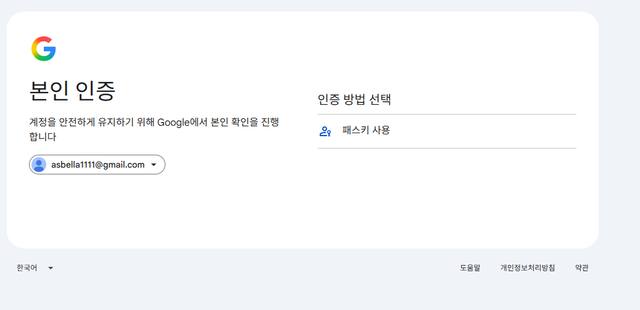 본인 인증
계정을 안전하게 유지하기 위해 Google에서 본인 확인을 진행
합니다
asbella1111@gmail.com
인증 방법 선택
패스키 사용
한국어
도움말
개인정보처리방침
약관